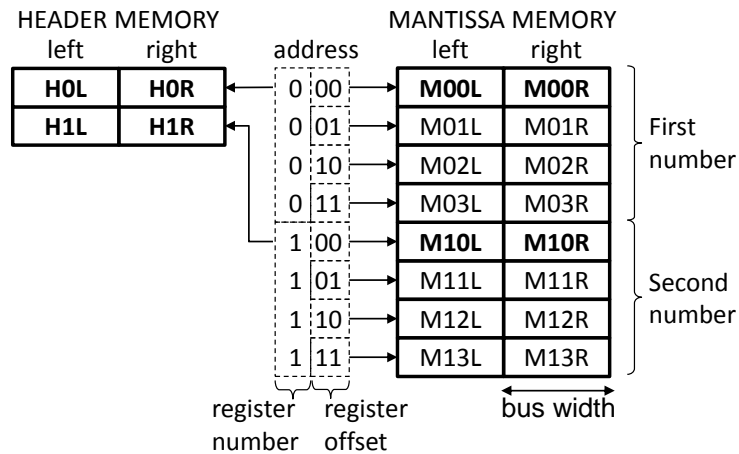 HEADER MEMORY MANTISSA MEMORY
left right address left right
H0L H0R 0 00 M00L M00R
H1L H1R 0 01 M01L M01R
0 10 M02L M02R
0 11 M03L M03R
First
number
1 00 M10L M10R
1 01 M11L M11R
1 10 M12L M12R
1 11 M13L M13R
Second
number
register
number
register
offset
bus width